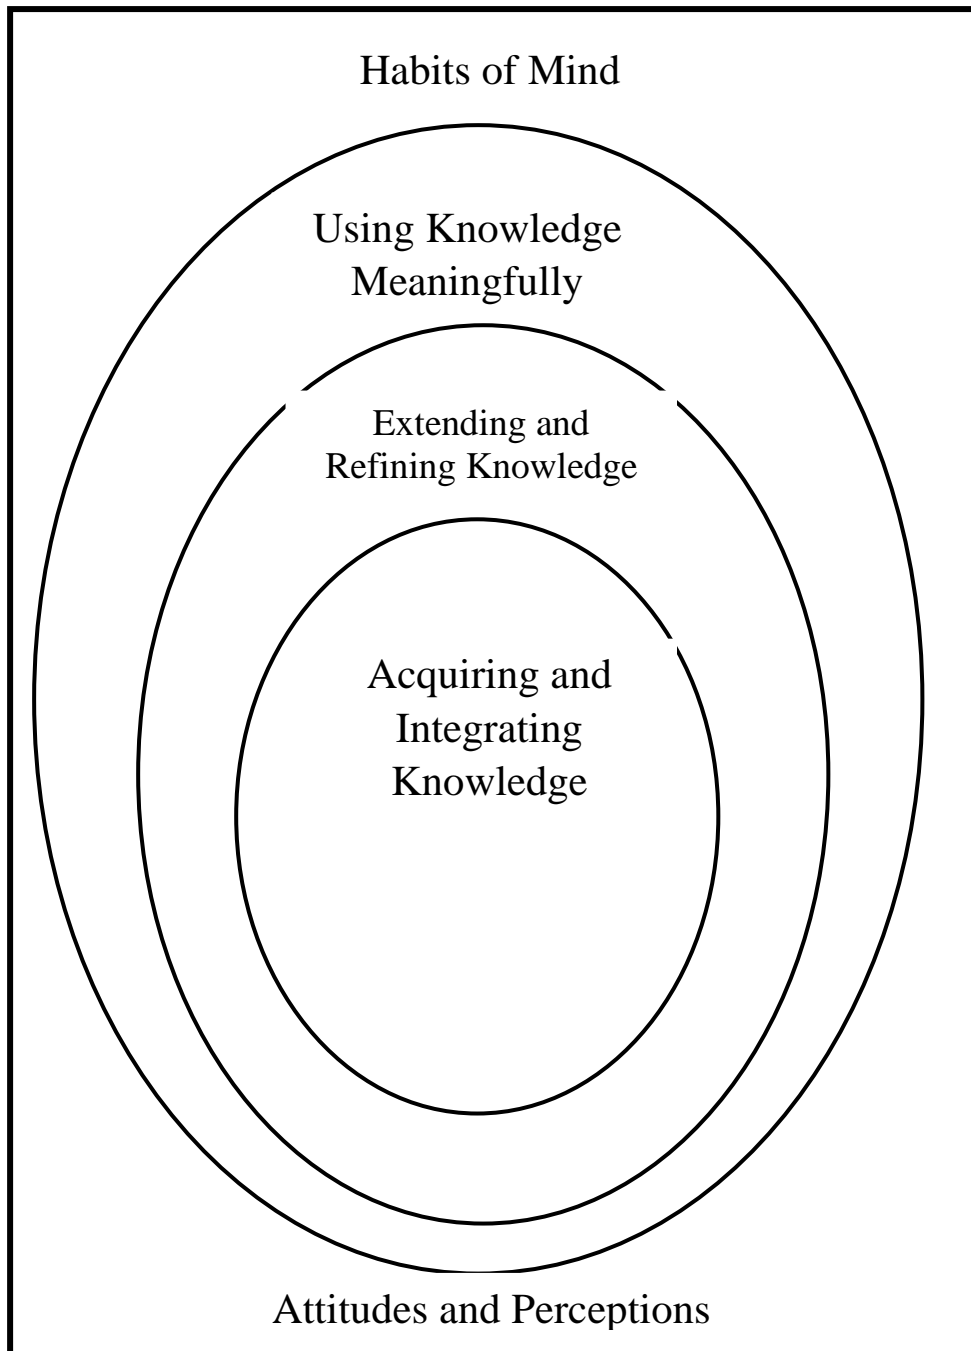 Habits of Mind
Using Knowledge
Meaningfully
Extending and
Refining Knowledge
Acquiring and
Integrating
Knowledge
Attitudes and Perceptions